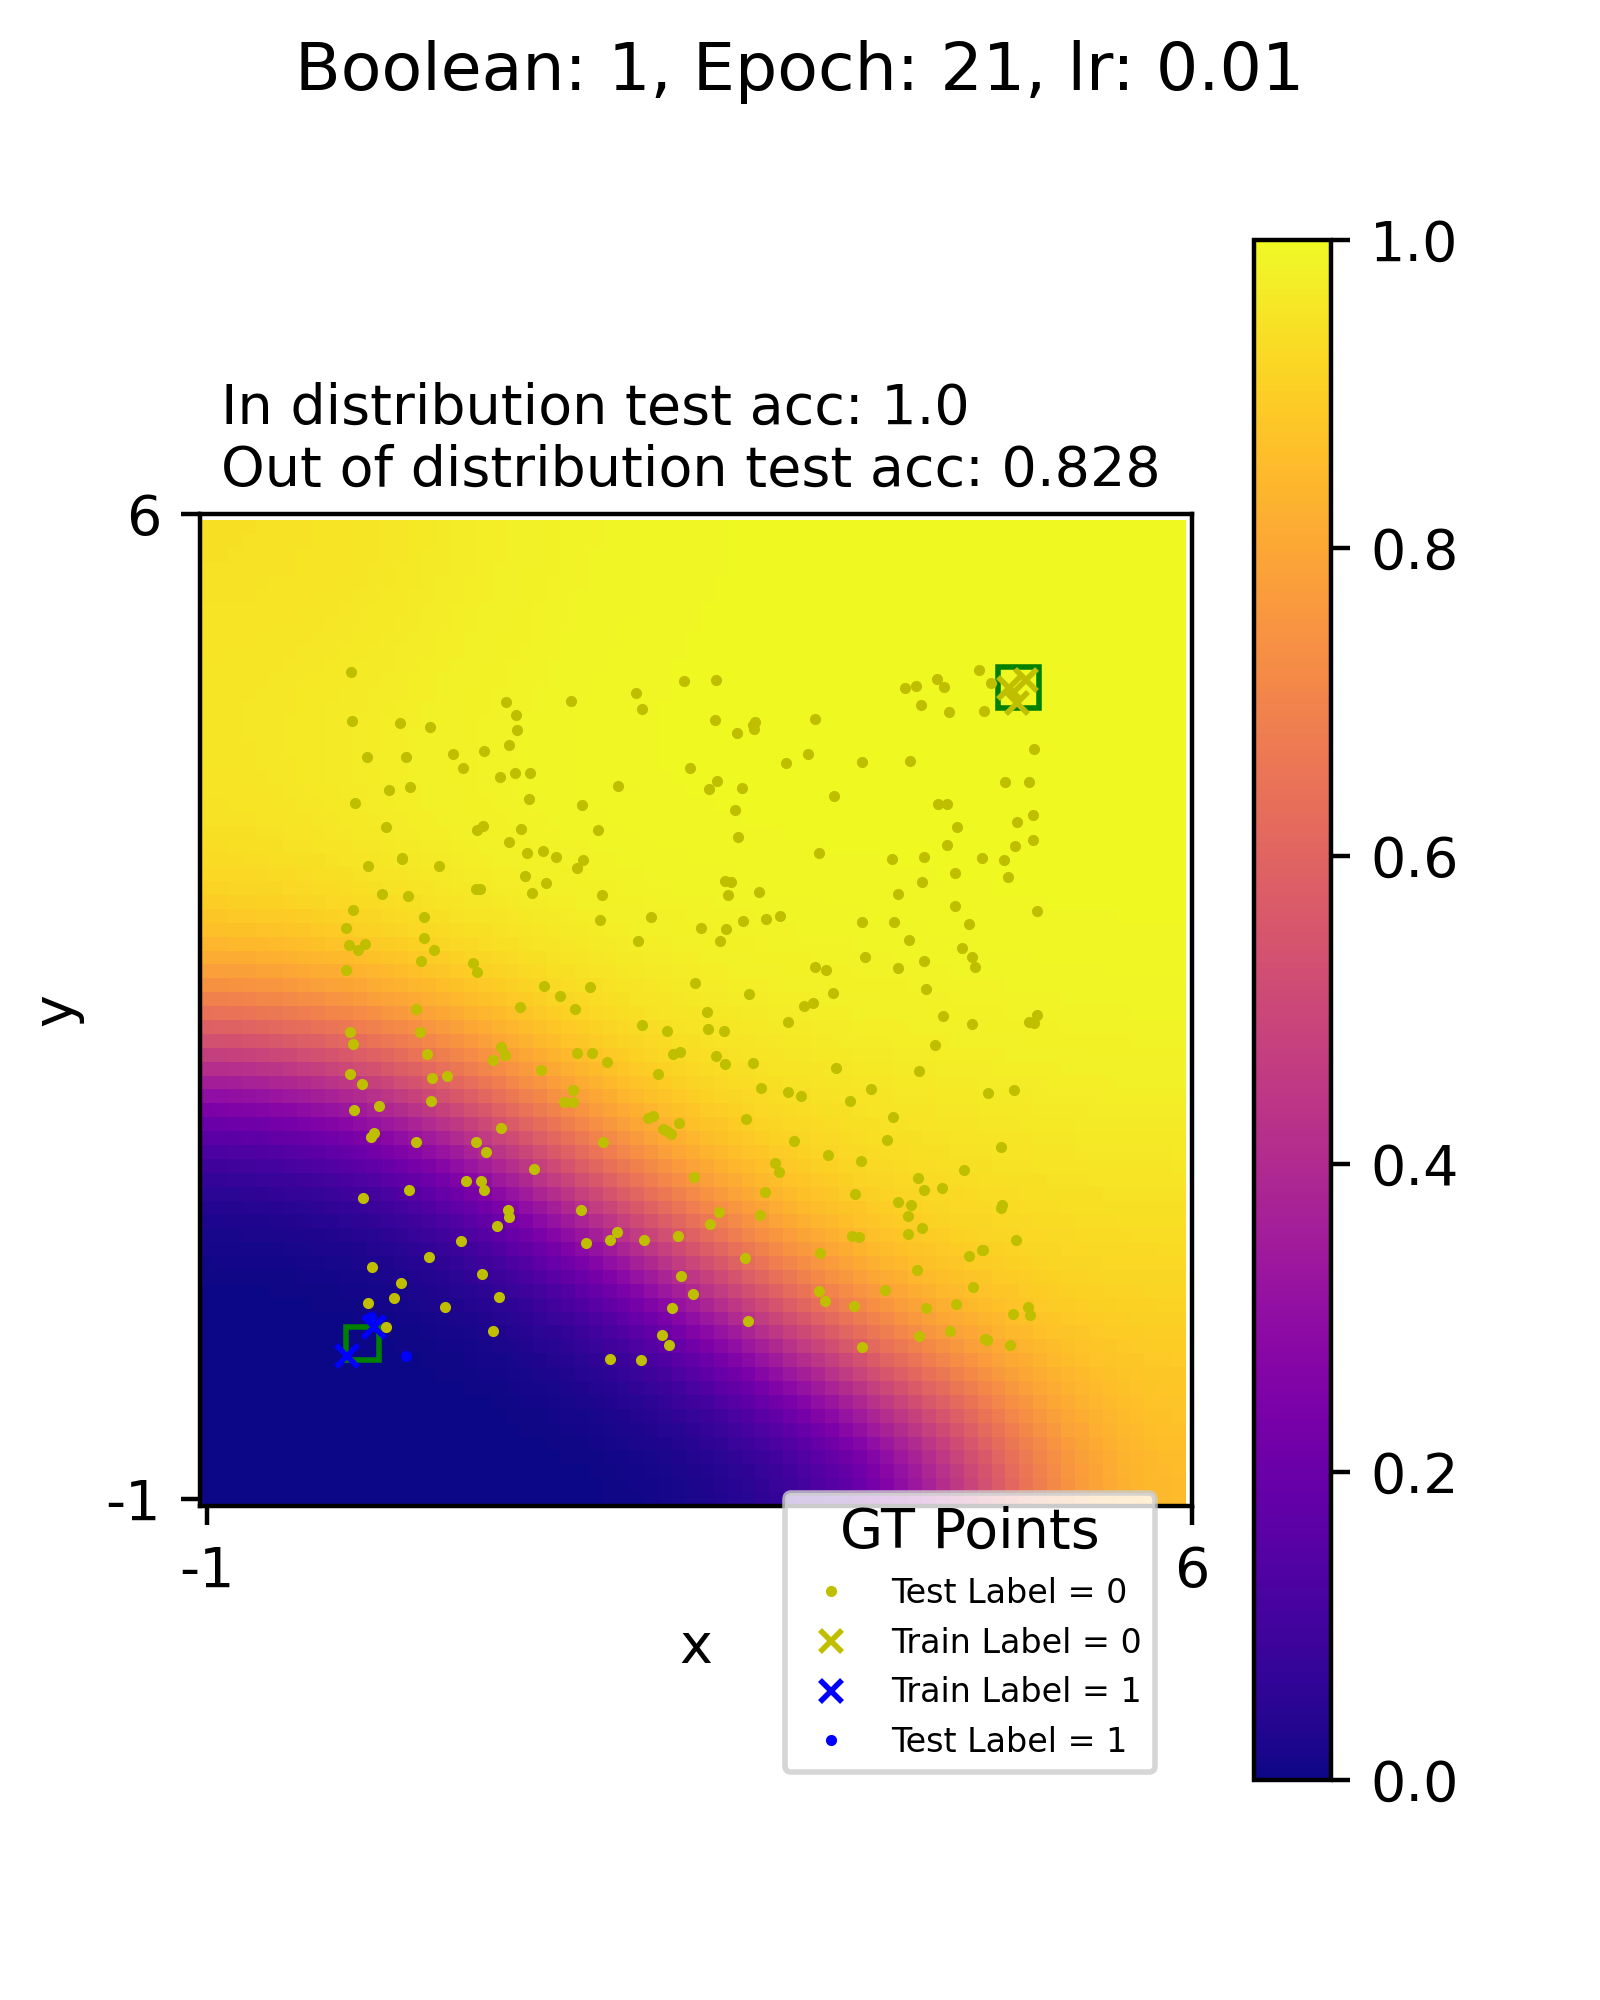 Boolean: 1, Epoch: 21, lr: 0.01
In distribution test acc: 1.0
Out of distribution test acc: 0.828
6
y
-1
-1
6
x
GT Points
Test Label = 0
Train Label = 0
Train Label = 1
Test Label = 1
1.0
0.8
0.6
0.4
0.2
0.0